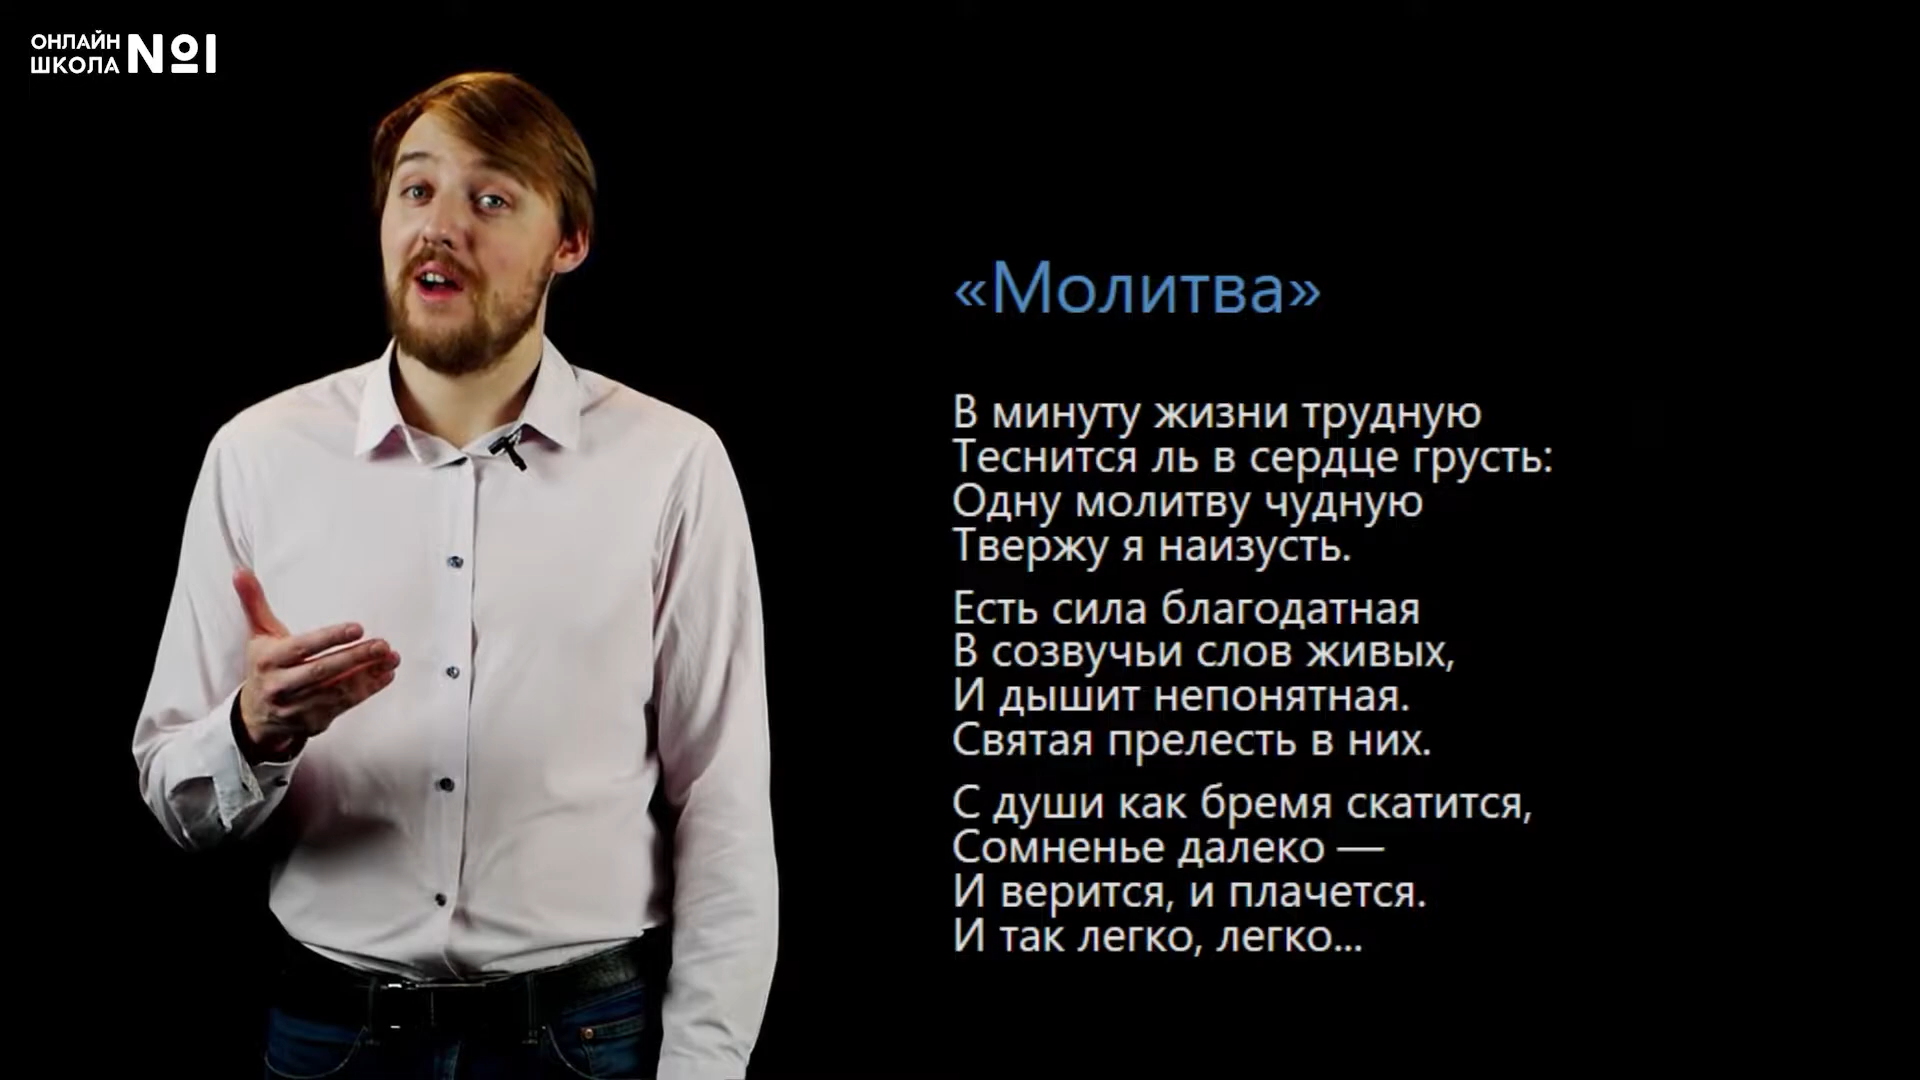 ОНЛАЙН
ШКОЛА №1
«Молитва»
В минуту жизни трудную
Теснится ль в сердце грусть:
Одну молитву чудную
Твержу я наизусть.
Есть сила благодатная
В созвучьи слов живых,
И дышит непонятная.
Святая прелесть в них.
С души как бремя скатится,
Сомненье далеко —
И верится, и плачется.
И так легко, легко...